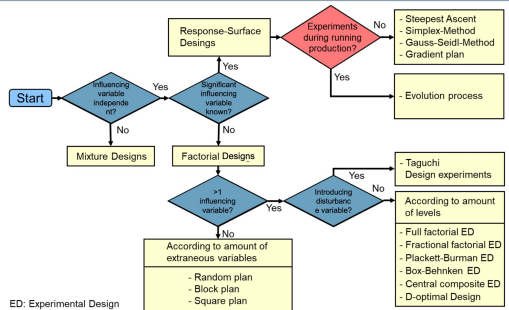 Response-Surface
Desings
Experiments
during running
production?
No
- Steepest Ascent
- Simplex-Method
- Gauss-Seidl-Method
- Gradient plan
Yes
Yes
- Evolution process
Start
Influencing
variable
independe
nt?
Yes
Significant
influencing
variable
known?
No
No
Mixture Designs
Factorial Designs
>1
influencing
variable?
Yes
Introducing
disturbanc
e variable?
Yes
- Taguchi
Design experiments
No
According to amount
of levels
- Full factorial ED
- Fractional factorial ED
- Plackett-Burman ED
- Box-Behnken ED
- Central composite ED
- D-optimal Design
No
According to amount of
extraneous variables
- Random plan
- Block plan
- Square plan
ED: Experimental Design